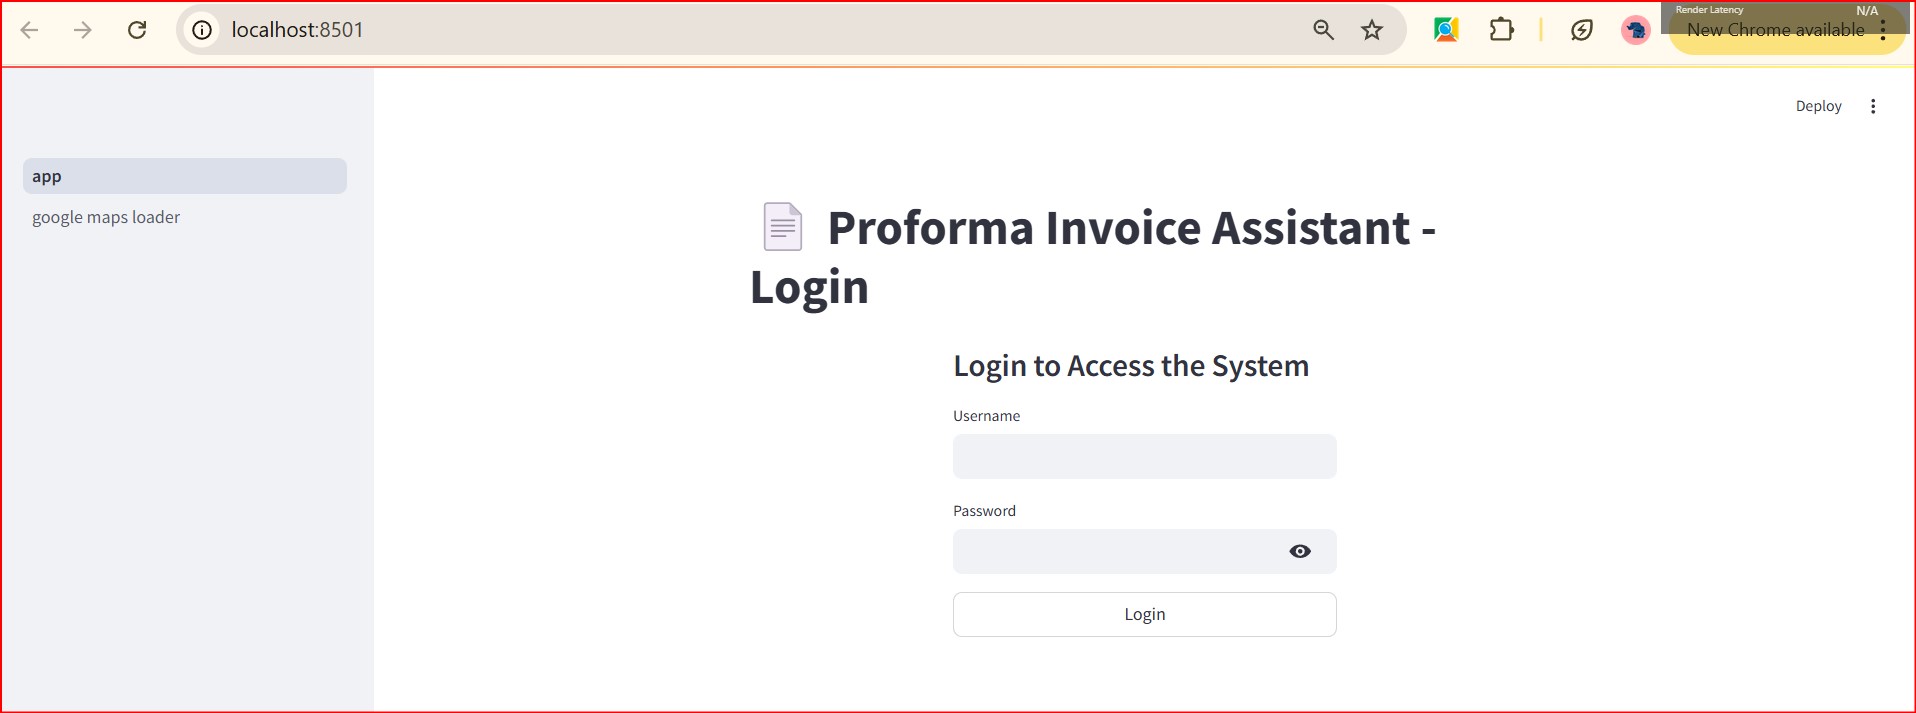 localhost:8501
Render Latency N/A
New Chrome available
Deploy
app
google maps loader
Proforma Invoice Assistant -
Login
Login to Access the System
Username
Password
Login